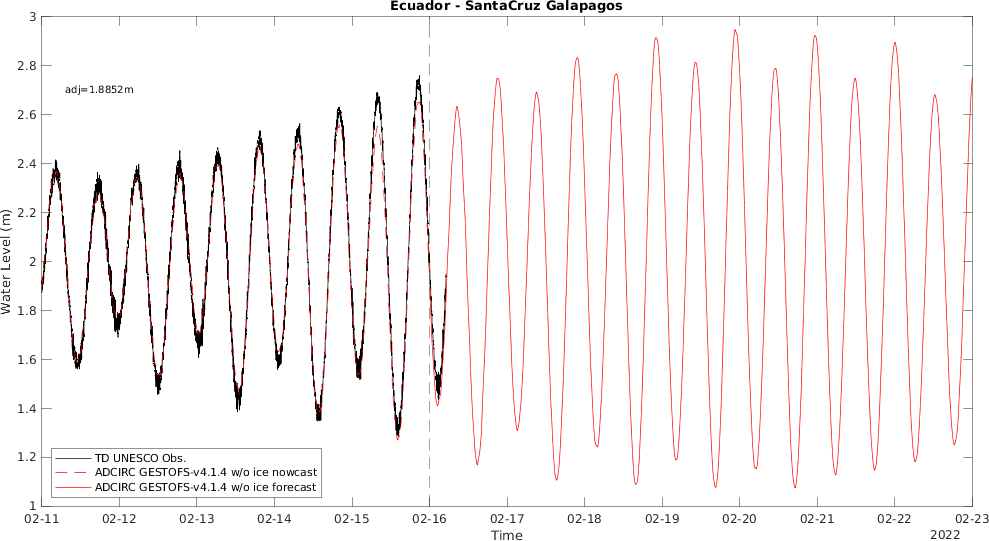 Ecuador - SantaCruz Galapagos
3
2.8
2.6
2.4
2.2
2
1.8
1.6
1.4
1.2
1
Water Level (m)
adj=1.8852m
TD UNESCO Obs.
ADCIRC GESTOFS-v4.1.4 w/o ice nowcast
ADCIRC GESTOFS-v4.1.4 w/o ice forecast
02-11 02-12 02-13 02-14 02-15 02-16 02-17 02-18 02-19 02-20 02-21 02-22 02-23
Time
2022